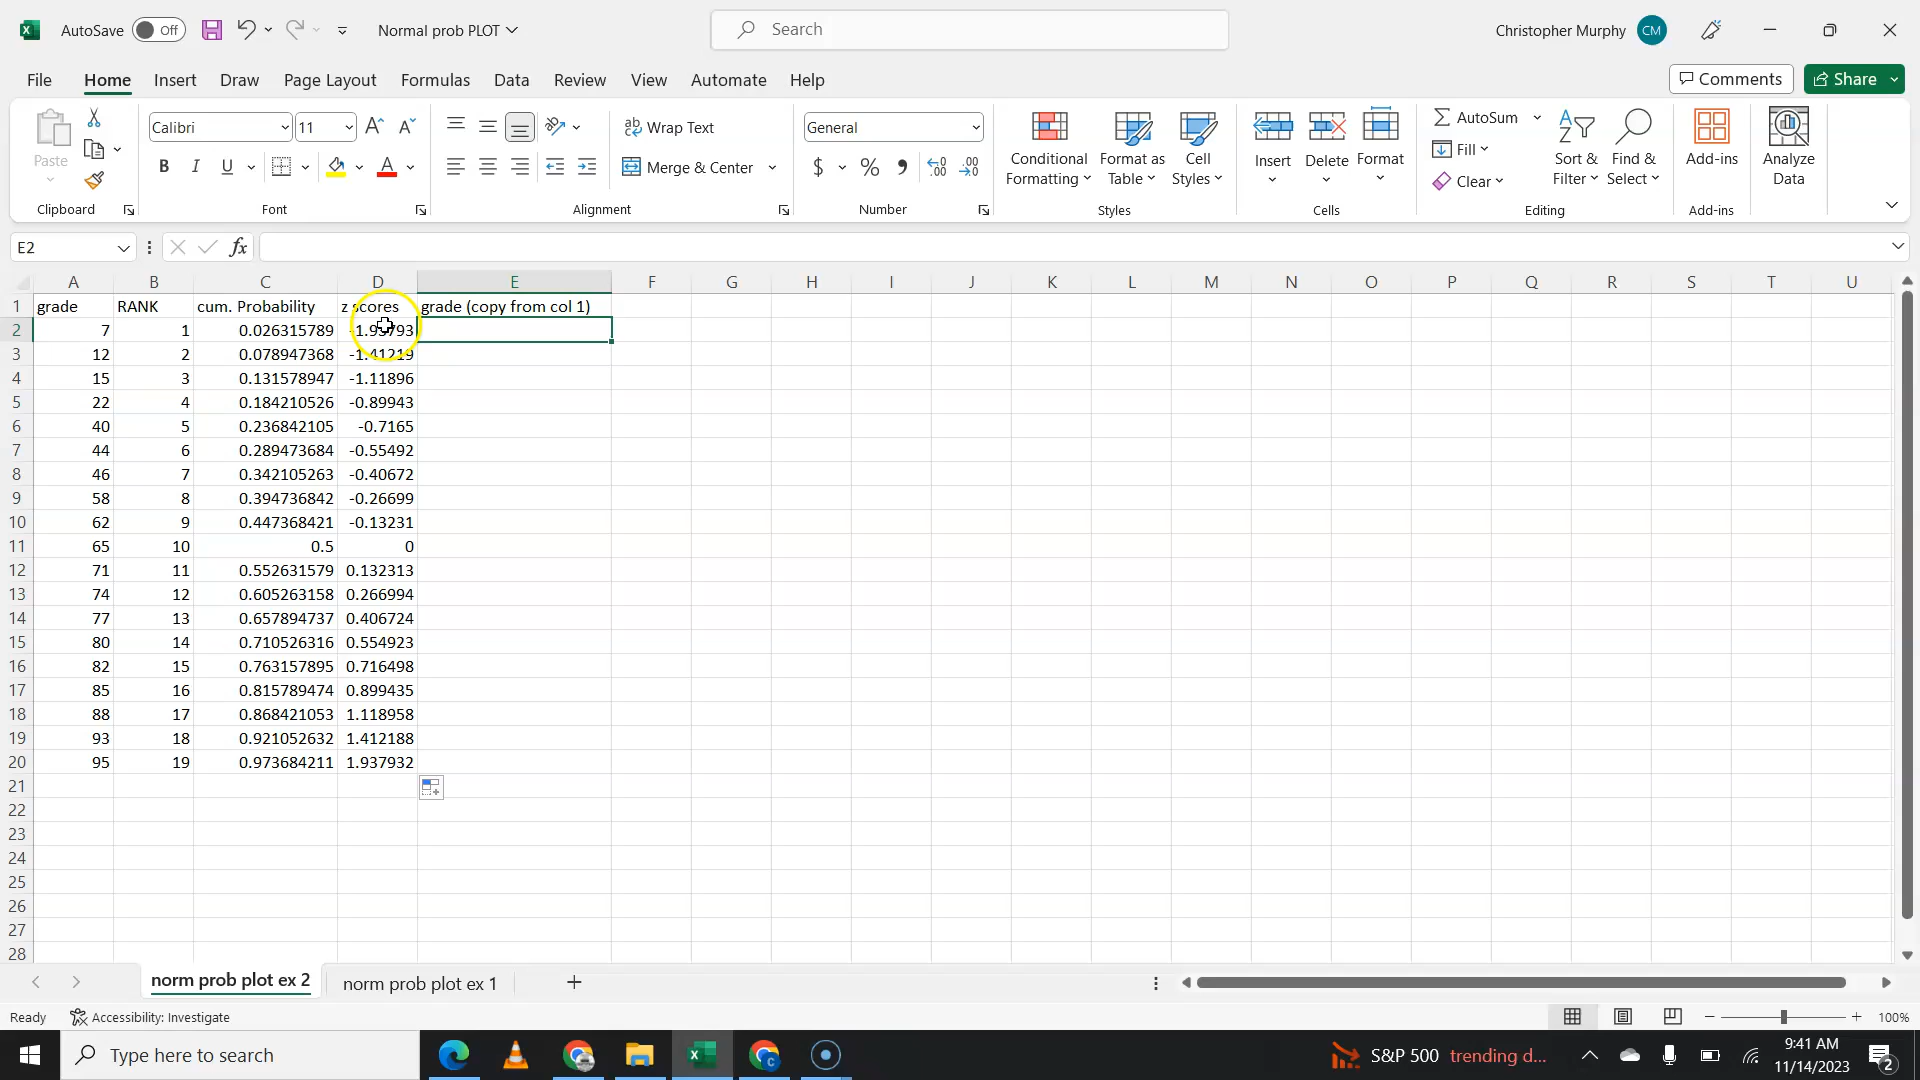 AutoSave Off Normal prob PLOT Search Christopher Murphy CM
File Home Insert Draw Page Layout Formulas Data Review View Automate Help Comments Share
Paste Calibri 11 A A B I U A
Wrap Text
Merge & Center
General
$ % 9 .00
Conditional Formatting
Format as Table
Cell Styles
Insert Delete Format
AutoSum
Fill
Clear
Sort & Filter
Find & Select
Add-ins
Analyze Data
Clipboard Font Alignment Number Styles Cells Editing Add-ins
E2 fx
A B C D E F G H I J K L M N O P Q R S T U
1 grade RANK cum. Probability z scores grade (copy from col 1)
2 7 1 0.026315789 -1.93793
3 12 2 0.078947368 -1.41219
4 15 3 0.131578947 -1.11896
5 22 4 0.184210526 -0.89943
6 40 5 0.236842105 -0.7165
7 44 6 0.289473684 -0.55492
8 46 7 0.342105263 -0.40672
9 58 8 0.394736842 -0.26699
10 62 9 0.447368421 -0.13231
11 65 10 0.5 0
12 71 11 0.552631579 0.132313
13 74 12 0.605263158 0.266994
14 77 13 0.657894737 0.406724
15 80 14 0.710526316 0.554923
16 82 15 0.763157895 0.716498
17 85 16 0.815789474 0.899435
18 88 17 0.868421053 1.118958
19 93 18 0.921052632 1.412188
20 95 19 0.973684211 1.937932
21
22
23
24
25
26
27
28
norm prob plot ex 2 norm prob plot ex 1
Ready Accessibility: Investigate 100%
Type here to search S&P 500 trending d... 9:41 AM
11/14/2023 2